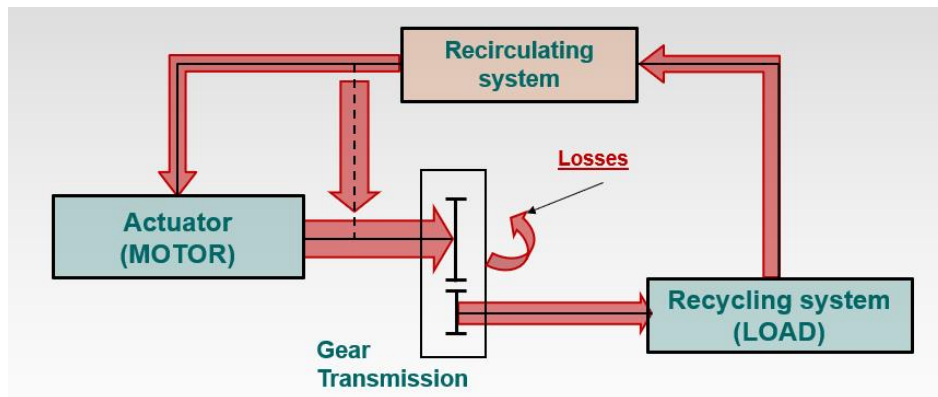 Recirculating
system
Losses
Actuator
(MOTOR)
Recycling system
(LOAD)
Gear
Transmission